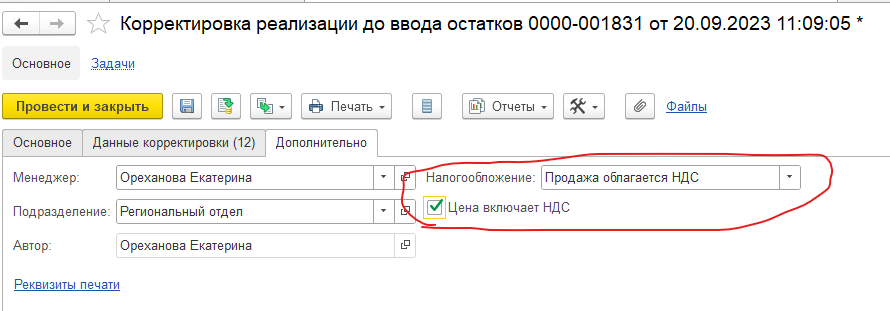 Корректировка реализации до ввода остатков 0000-001831 от 20.09.2023 11:09:05 *
Основное Задачи
Провести и закрыть Печать Отчеты Файлы
Основное Данные корректировки (12) Дополнительно
Менеджер: Ореханова Екатерина Налогообложение: Продажа облагается НДС
Подразделение: Региональный отдел Цена включает НДС
Автор: Ореханова Екатерина
Реквизиты печати